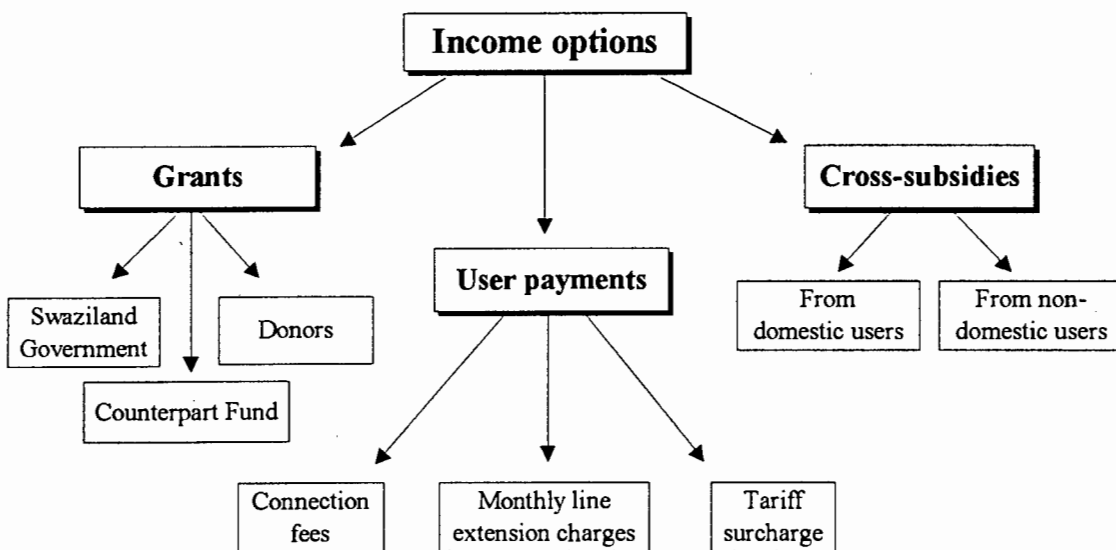 Income options
Grants
Cross-subsidies
User payments
Swaziland
Government
Donors
Counterpart Fund
From
domestic users
From non-
domestic users
Connection
fees
Monthly line
extension charges
Tariff
surcharge